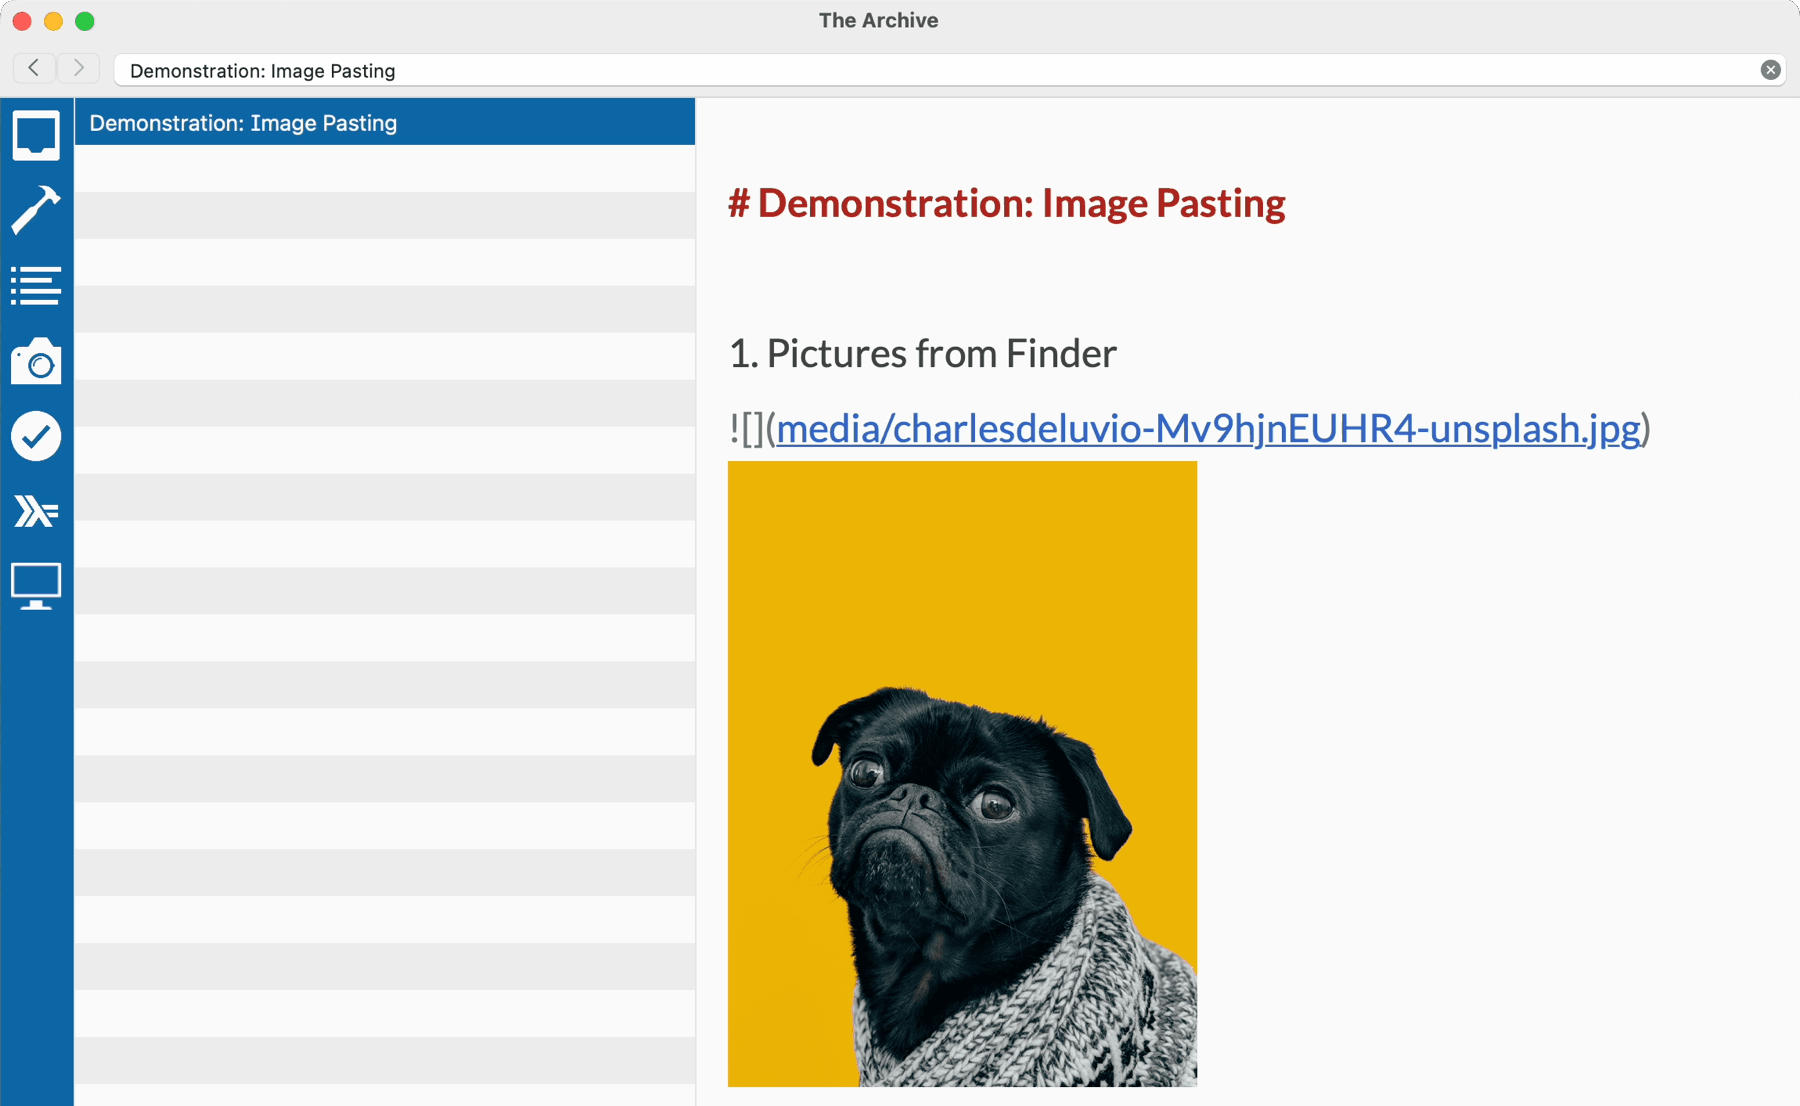 The Archive
Demonstration: Image Pasting
Demonstration: Image Pasting
# Demonstration: Image Pasting
1. Pictures from Finder
![](media/charlesdeluvio-Mv9hjnEUHR4-unsplash.jpg)